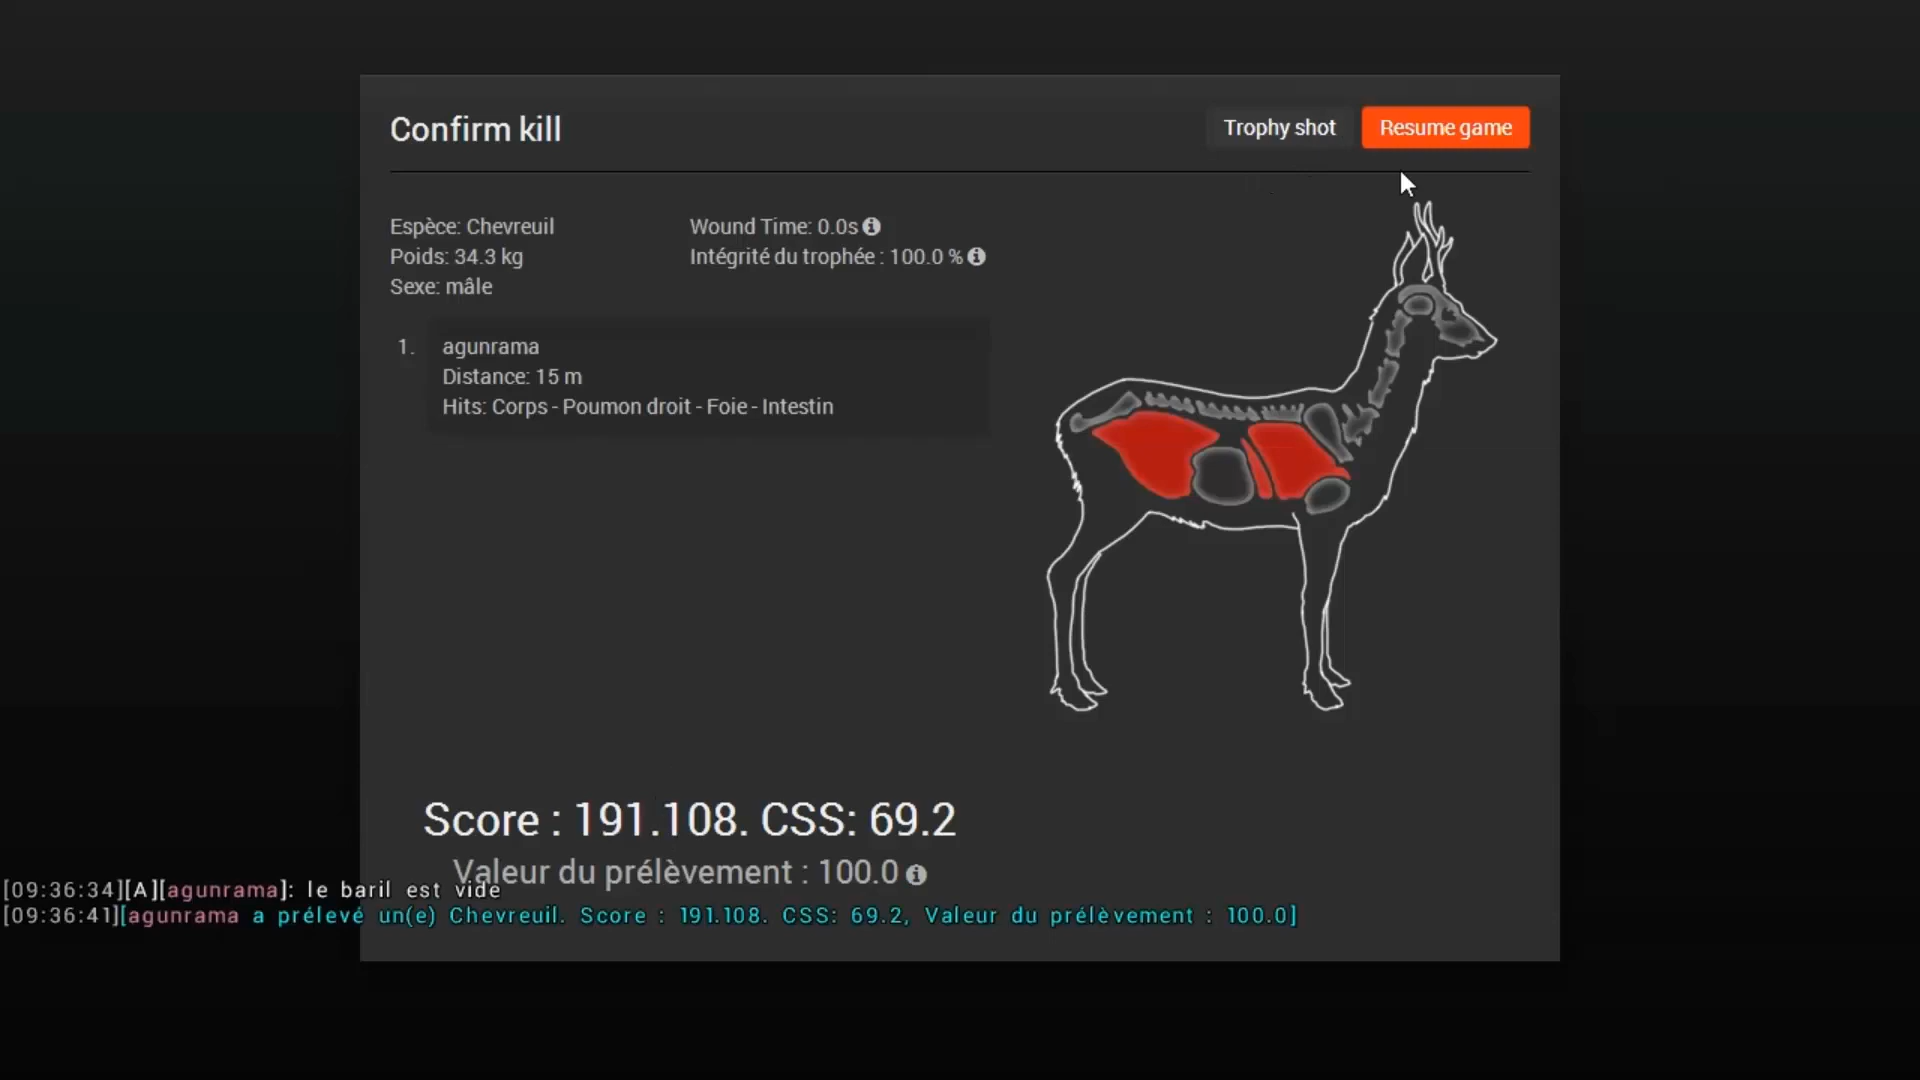 Confirm kill
Trophy shot
Resume game
Espèce: Chevreuil
Poids: 34.3 kg
Sexe: mâle
Wound Time: 0.0s
Intégrité du trophée : 100.0 %
1.
agunrama
Distance: 15 m
Hits: Corps - Poumon droit - Foie - Intestin
Score : 191.108. CSS: 69.2
Valeur du prélèvement : 100.0
[09:36:34][A][agunrama]: le baril est vide
[09:36:41][agunrama a prélevé un(e) Chevreuil. Score : 191.108. CSS: 69.2, Valeur du prélèvement : 100.0]